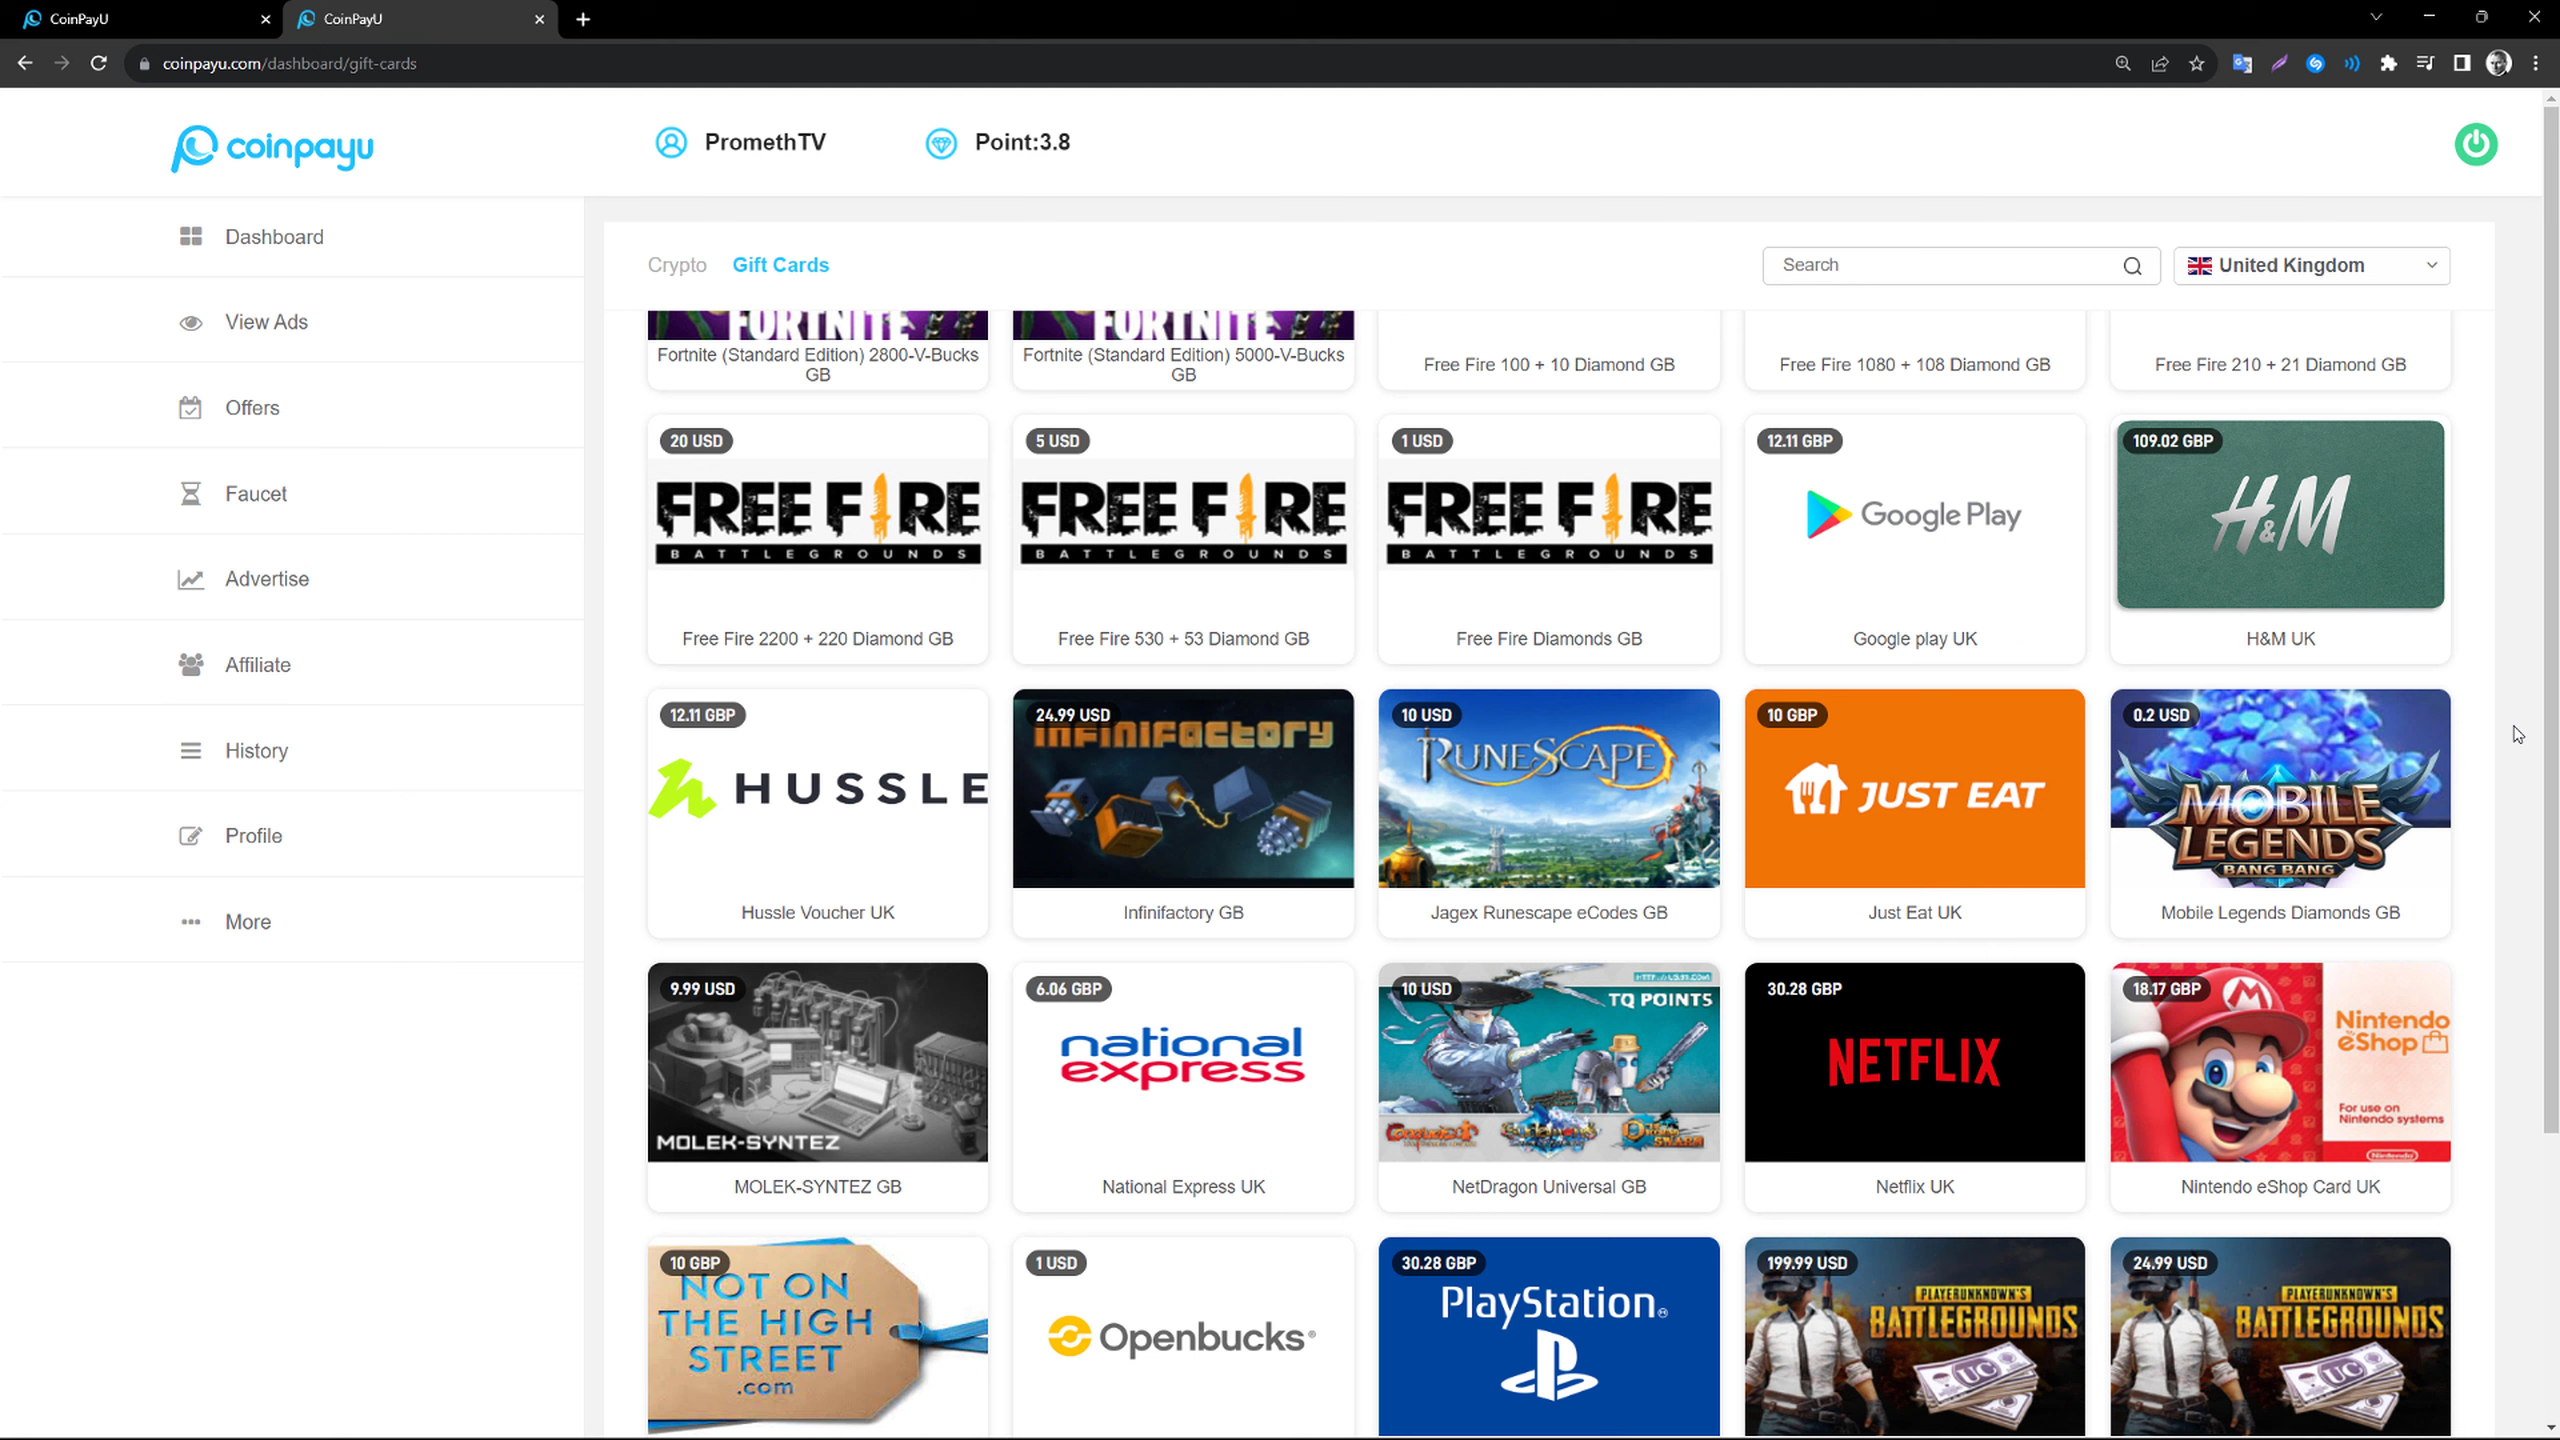 CoinPayU
CoinPayU
coinpayu.com/dashboard/gift-cards
coinpayu
PromethTV
Point:3.8
Dashboard
View Ads
Offers
Faucet
Advertise
Affiliate
History
Profile
More
Crypto
Gift Cards
Search
United Kingdom
FORTNITE
Fortnite (Standard Edition) 2800-V-Bucks
GB
FORTNITE
Fortnite (Standard Edition) 5000-V-Bucks
GB
Free Fire 100 + 10 Diamond GB
Free Fire 1080 + 108 Diamond GB
Free Fire 210 + 21 Diamond GB
20 USD
FREE FIRE
BATTLEGROUNDS
Free Fire 2200 + 220 Diamond GB
5 USD
FREE FIRE
BATTLEGROUNDS
Free Fire 530 + 53 Diamond GB
1 USD
FREE FIRE
BATTLEGROUNDS
Free Fire Diamonds GB
12.11 GBP
Google Play
Google play UK
109.02 GBP
H&M
H&M UK
12.11 GBP
HUSSLE
Hussle Voucher UK
24.99 USD
INFINIFACTORY
Infinifactory GB
10 USD
RUNESCAPE
Jagex Runescape eCodes GB
10 GBP
JUST EAT
Just Eat UK
0.2 USD
MOBILE
LEGENDS
BANG BANG
Mobile Legends Diamonds GB
9.99 USD
MOLEK-SYNTEZ
MOLEK-SYNTEZ GB
6.06 GBP
national
express
National Express UK
10 USD
TQ POINTS
NetDragon Universal GB
30.28 GBP
NETFLIX
Netflix UK
18.17 GBP
M
Nintendo
eShop
For use on
Nintendo systems
Nintendo
Nintendo eShop Card UK
10 GBP
NOT ON
THE HIGH
STREET
.com
1 USD
Openbucks®
30.28 GBP
PlayStation®
199.99 USD
PLAYERUNKNOWN'S
BATTLEGROUNDS
UC
24.99 USD
PLAYERUNKNOWN'S
BATTLEGROUNDS
UC